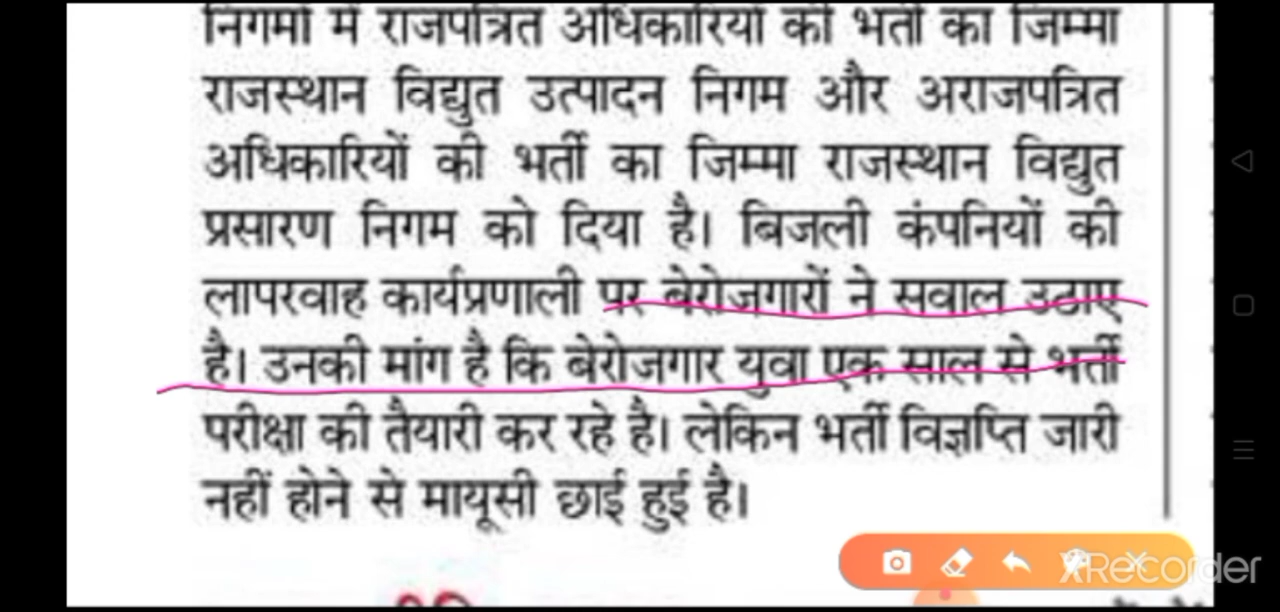 निगमों में राजपत्रित अधिकारियों की भर्ती का जिम्मा
राजस्थान विद्युत उत्पादन निगम और अराजपत्रित
अधिकारियों की भर्ती का जिम्मा राजस्थान विद्युत
प्रसारण निगम को दिया है। बिजली कंपनियों की
लापरवाह कार्यप्रणाली पर बेरोजगारों ने सवाल उठाए
है। उनकी मांग है कि बेरोजगार युवा एक साल से भर्ती
परीक्षा की तैयारी कर रहे है। लेकिन भर्ती विज्ञप्ति जारी
नहीं होने से मायूसी छाई हुई है।
XRecorder